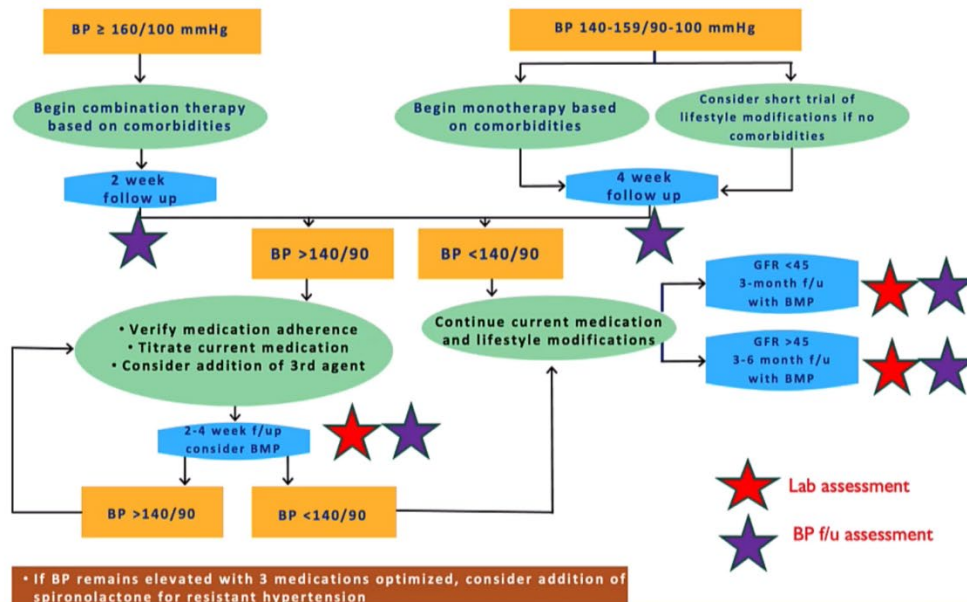 BP ≥ 160/100 mmHg
BP 140-159/90-100 mmHg
Begin combination therapy
based on comorbidities
Begin monotherapy based
on comorbidities
Consider short trial of
lifestyle modifications if no
comorbidities
2 week
follow up
4 week
follow up
BP >140/90
BP <140/90
GFR <45
3-month f/u
with BMP
• Verify medication adherence
• Titrate current medication
• Consider addition of 3rd agent
Continue current medication
and lifestyle modifications
GFR >45
3-6 month f/u
with BMP
2-4 week f/up
consider BMP
BP >140/90
BP <140/90
Lab assessment
BP f/u assessment
• If BP remains elevated with 3 medications optimized, consider addition of
spironolactone for resistant hypertension